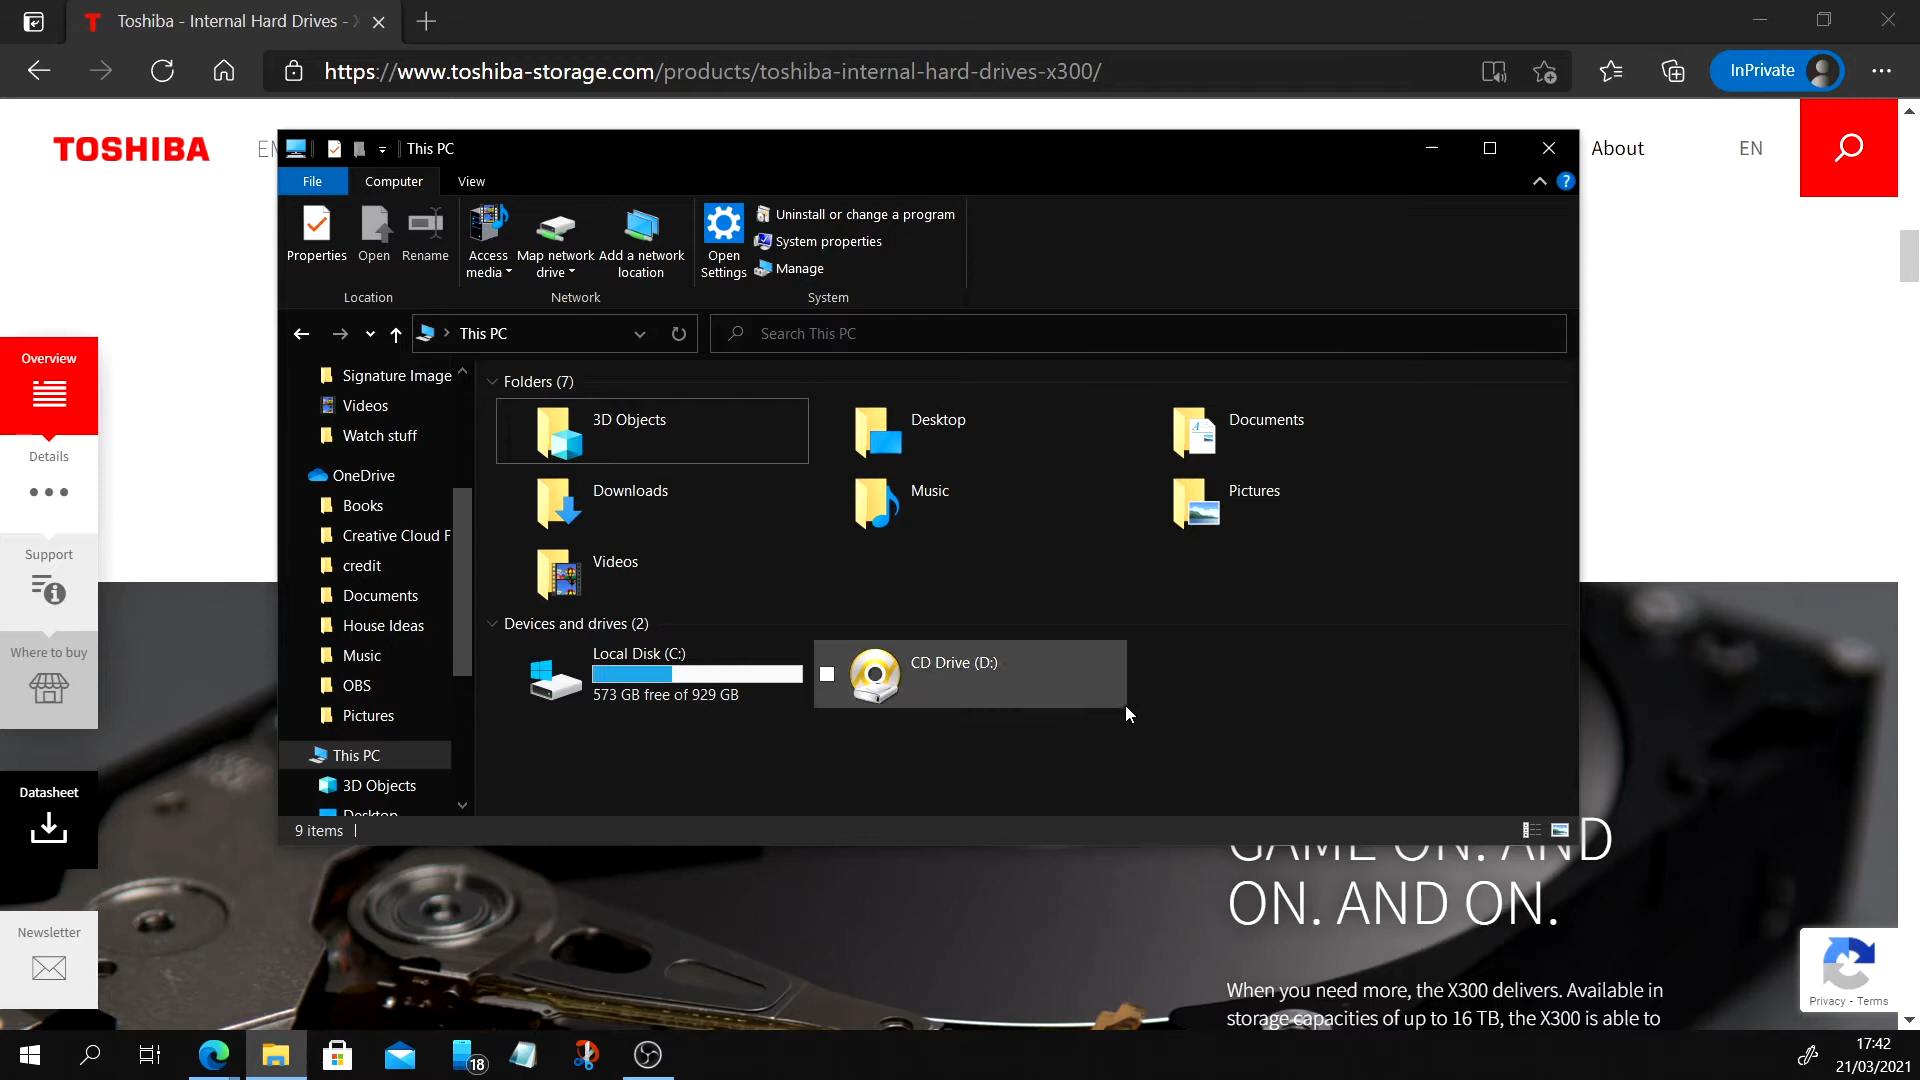 Toshiba - Internal Hard Drives -
https://www.toshiba-storage.com/products/toshiba-internal-hard-drives-x300/
InPrivate
TOSHIBA
About
EN
This PC
File
Computer
View
Properties
Open
Rename
Access media
Map network drive
Add a network location
Open Settings
Uninstall or change a program
System properties
Manage
Location
Network
System
This PC
Search This PC
Overview
Details
Support
Where to buy
Datasheet
Newsletter
Signature Image
Videos
Watch stuff
OneDrive
Books
Creative Cloud F
credit
Documents
House Ideas
Music
OBS
Pictures
This PC
3D Objects
Desktop
Folders (7)
3D Objects
Desktop
Documents
Downloads
Music
Pictures
Videos
Devices and drives (2)
Local Disk (C:)
573 GB free of 929 GB
CD Drive (D:)
9 items
GAME ON. AND
ON. AND ON.
When you need more, the X300 delivers. Available in
storage capacities of up to 16 TB, the X300 is able to
Privacy - Terms
18
17:42
21/03/2021